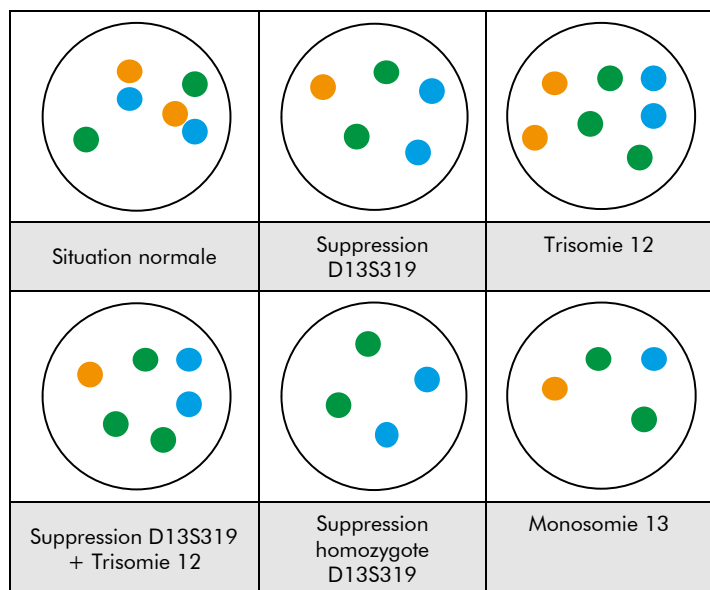 Situation normale
Suppression
D13S319
Trisomie 12
Suppression D13S319
+ Trisomie 12
Suppression
homozygote
D13S319
Monosomie 13